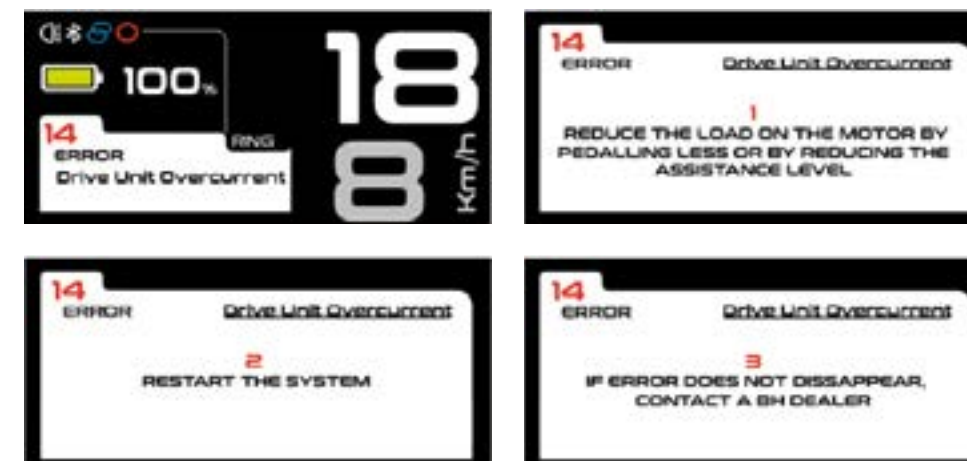 100%
18
8
Km/h
RNG
14
ERROR
Drive Unit Overcurrent
14
ERROR
Drive Unit Overcurrent
1
REDUCE THE LOAD ON THE MOTOR BY
PEDALLING LESS OR BY REDUCING THE
ASSISTANCE LEVEL
14
ERROR
Drive Unit Overcurrent
2
RESTART THE SYSTEM
14
ERROR
Drive Unit Overcurrent
3
IF ERROR DOES NOT DISSAPPEAR,
CONTACT A BH DEALER